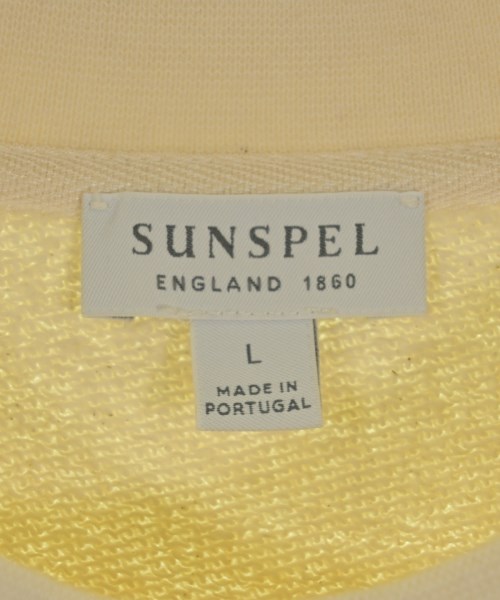 SUNSPEL
ENGLAND 1860
L
MADE IN
PORTUGAL